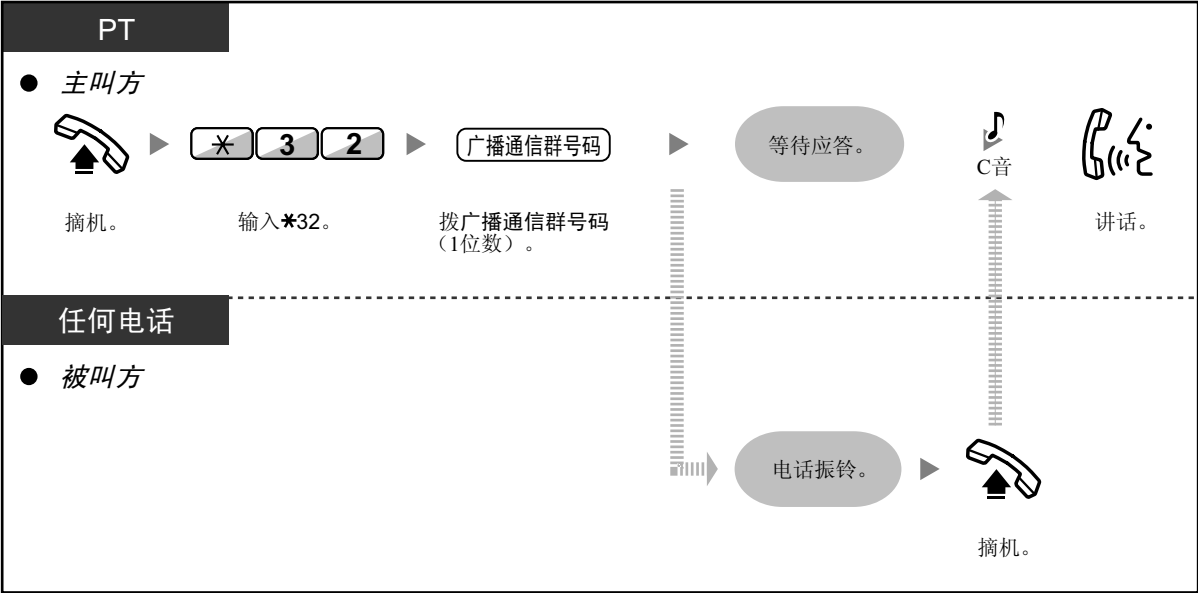 PT
主叫方
* 3 2
广播通信群号码
等待应答。
C音
摘机。
输入*32。
拨广播通信群号码
（1位数）。
讲话。
任何电话
被叫方
电话振铃。
摘机。